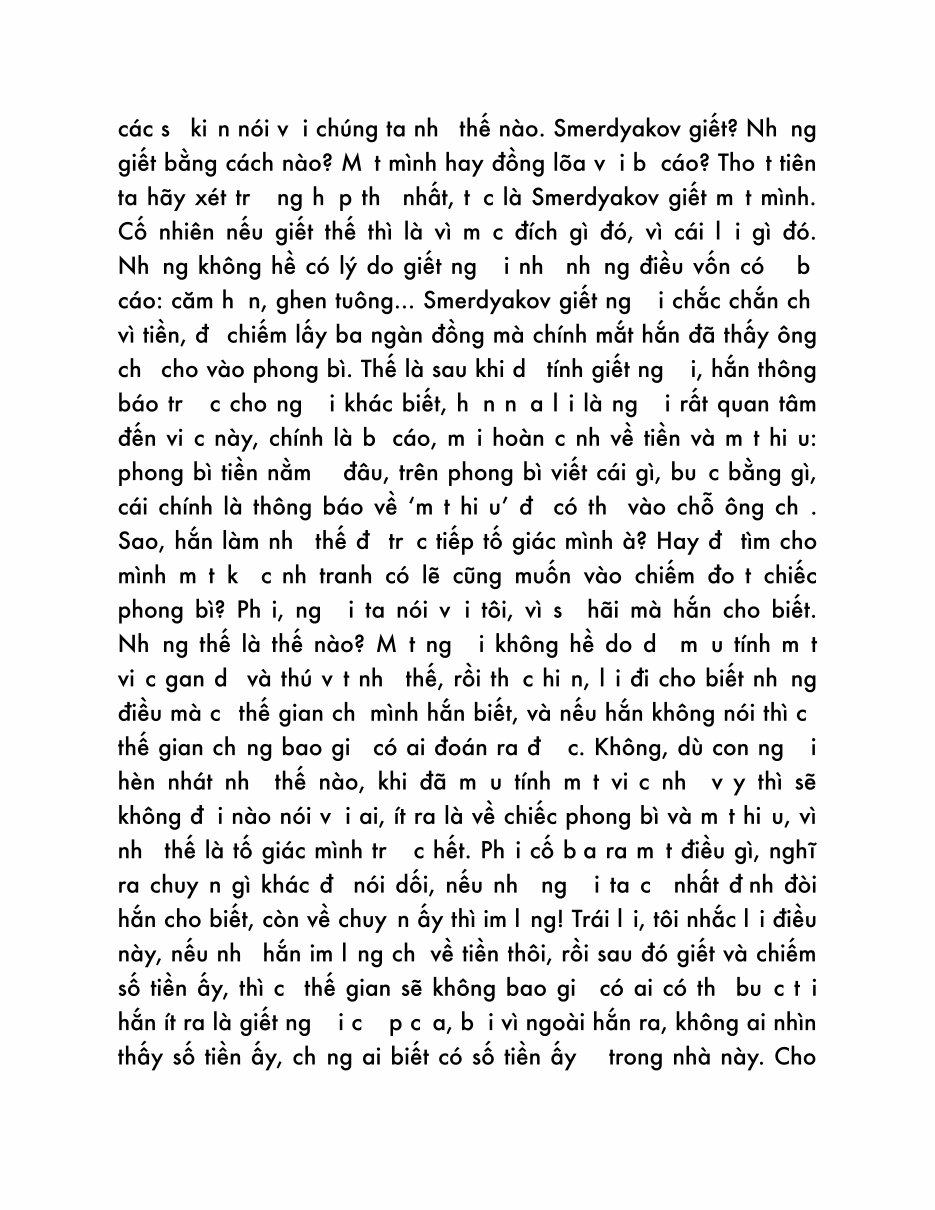 các s ki n nói v i chúng ta nh thế nào. Smerdyakov giết? Nh ng
giết bằng cách nào? M t mình hay đồng lõa v i b cáo? Tho t tiên
ta hãy xét tr ng h p th nhất, t c là Smerdyakov giết m t mình.
Cố nhiên nếu giết thế thì là vì m c đích gì đó, vì cái l i gì đó.
Nh ng không hề có lý do giết ng i nh nh ng điều vốn có b
cáo: căm h n, ghen tuông... Smerdyakov giết ng i chắc chắn ch
vì tiền, đ chiếm lấy ba ngàn đồng mà chính mắt hắn đã thấy ông
ch cho vào phong bì. Thế là sau khi d tính giết ng i, hắn thông
báo tr c cho ng i khác biết, h n n a l i là ng i rất quan tâm
đến vi c này, chính là b cáo, m i hoàn c nh về tiền và m t hi u:
phong bì tiền nằm đâu, trên phong bì viết cái gì, bu c bằng gì,
cái chính là thông báo về ‘m t hi u’ đ có th vào chỗ ông ch .
Sao, hắn làm nh thế đ tr c tiếp tố giác mình à? Hay đ tìm cho
mình m t k c nh tranh có lẽ cũng muốn vào chiếm đo t chiếc
phong bì? Ph i, ng i ta nói v i tôi, vì s hãi mà hắn cho biết.
Nh ng thế là thế nào? M t ng i không hề do d m u tính m t
vi c gan d và thú v t nh thế, rồi th c hi n, l i đi cho biết nh ng
điều mà c thế gian ch mình hắn biết, và nếu hắn không nói thì c
thế gian ch ng bao gi có ai đoán ra đ c. Không, dù con ng i
hèn nhát nh thế nào, khi đã m u tính m t vi c nh v y thì sẽ
không đ i nào nói v i ai, ít ra là về chiếc phong bì và m t hi u, vì
nh thế là tố giác mình tr c hết. Ph i cố b a ra m t điều gì, nghĩ
ra chuy n gì khác đ nói dối, nếu nh ng i ta c nhất đ nh đòi
hắn cho biết, còn về chuy n ấy thì im l ng! Trái l i, tôi nhắc l i điều
này, nếu nh hắn im l ng ch về tiền thôi, rồi sau đó giết và chiếm
số tiền ấy, thì c thế gian sẽ không bao gi có ai có th bu c t i
hắn ít ra là giết ng i c p c a, b i vì ngoài hắn ra, không ai nhìn
thấy số tiền ấy, ch ng ai biết có số tiền ấy trong nhà này. Cho